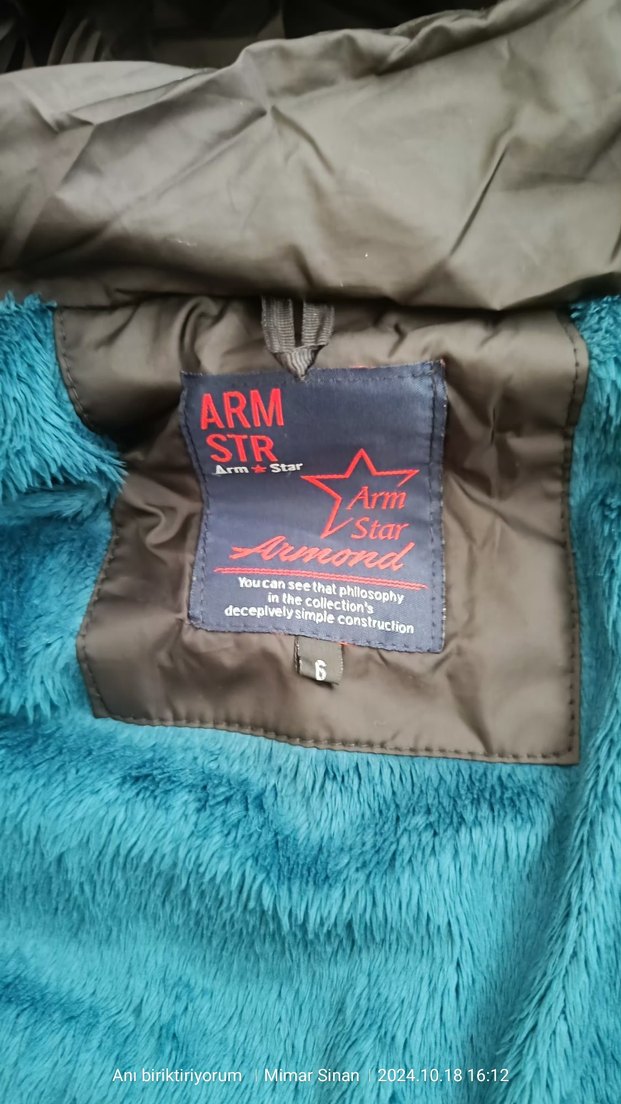 ARM
STR
Arm ★ Star
Arm
Star
Armond
You can see that philosophy
in the collection's
deceplvely simple construction
6
Anı biriktiriyorum | Mimar Sinan | 2024.10.18 16:12